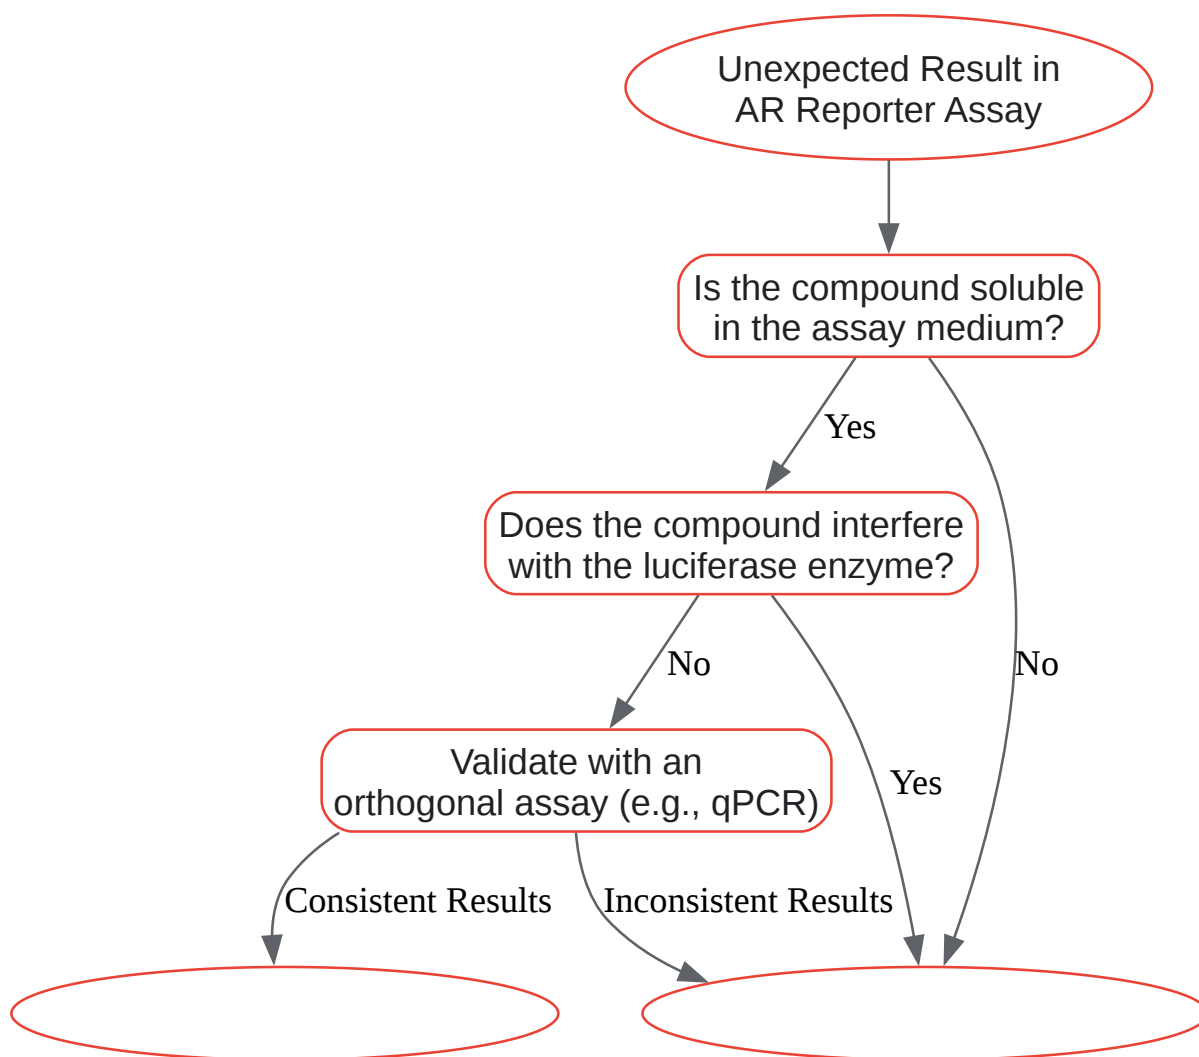 Unexpected Result in
AR Reporter Assay
Is the compound soluble
in the assay medium?
Yes
Does the compound interfere
with the luciferase enzyme?
No
No
Validate with an
orthogonal assay (e.g., qPCR)
Yes
Consistent Results
Inconsistent Results